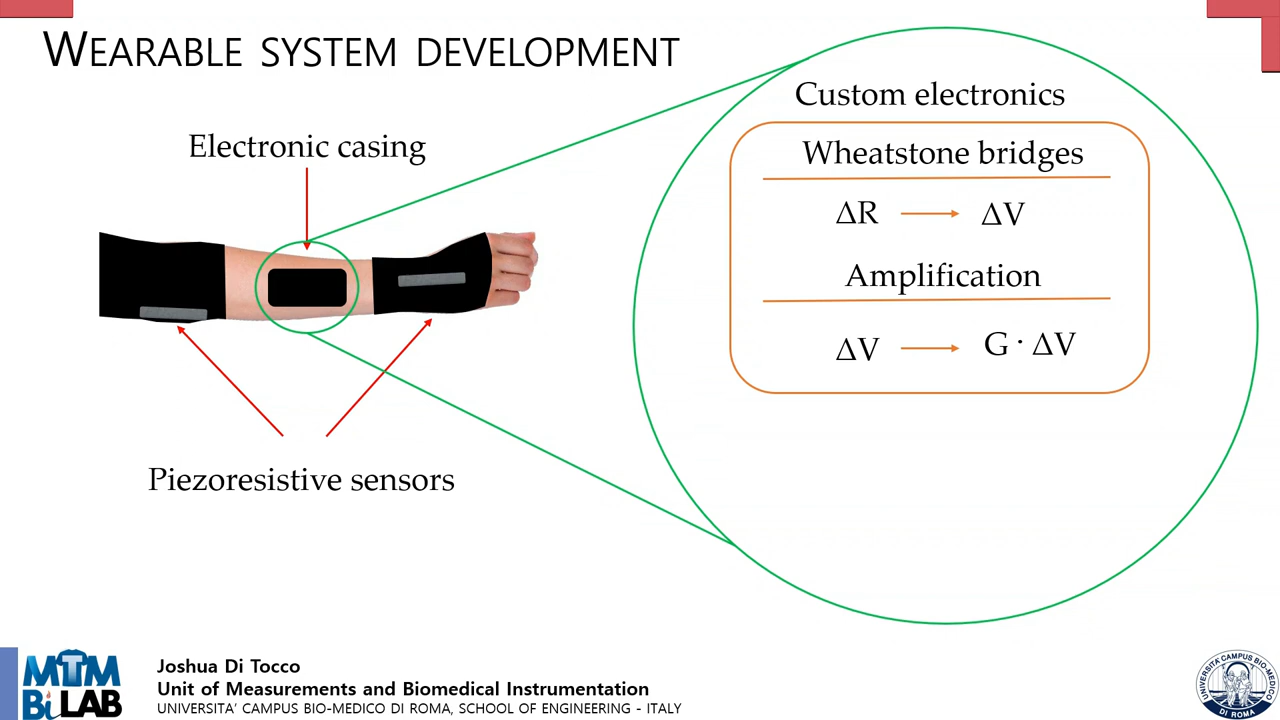 WEARABLE SYSTEM DEVELOPMENT
Electronic casing
Piezoresistive sensors
Custom electronics
Wheatstone bridges
ΔR ΔV
Amplification
ΔV G · ΔV
MTM
Bi LAB
Joshua Di Tocco
Unit of Measurements and Biomedical Instrumentation
UNIVERSITA’ CAMPUS BIO-MEDICO DI ROMA, SCHOOL OF ENGINEERING - ITALY
UNIVERSITÀ CAMPUS BIO-MEDICO
DI ROMA